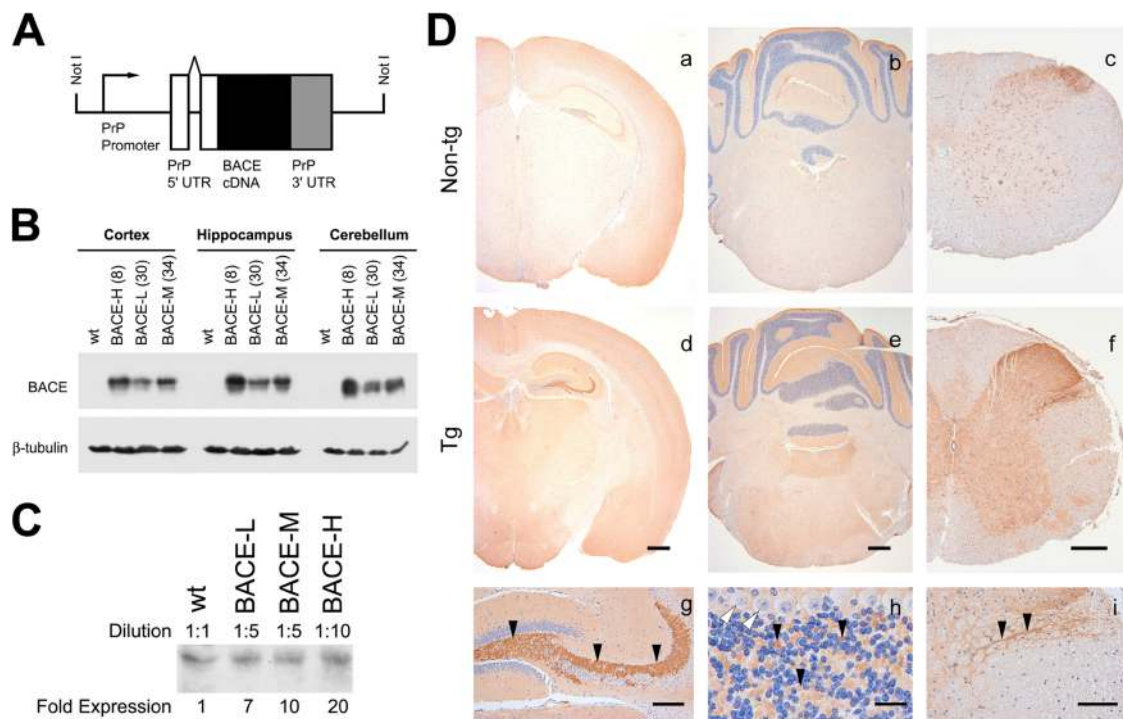 A
Not I
Not I
PrP
Promoter
PrP
5' UTR
BACE
cDNA
PrP
3' UTR
B
Cortex
Hippocampus
Cerebellum
wt
BACE-H (8)
BACE-L (30)
BACE-M (34)
wt
BACE-H (8)
BACE-L (30)
BACE-M (34)
wt
BACE-H (8)
BACE-L (30)
BACE-M (34)
BACE
β-tubulin
C
wt
BACE-L
BACE-M
BACE-H
Dilution 1:1 1:5 1:5 1:10
Fold Expression 1 7 10 20
D
Non-tg
a
b
c
Tg
d
e
f
g
h
i